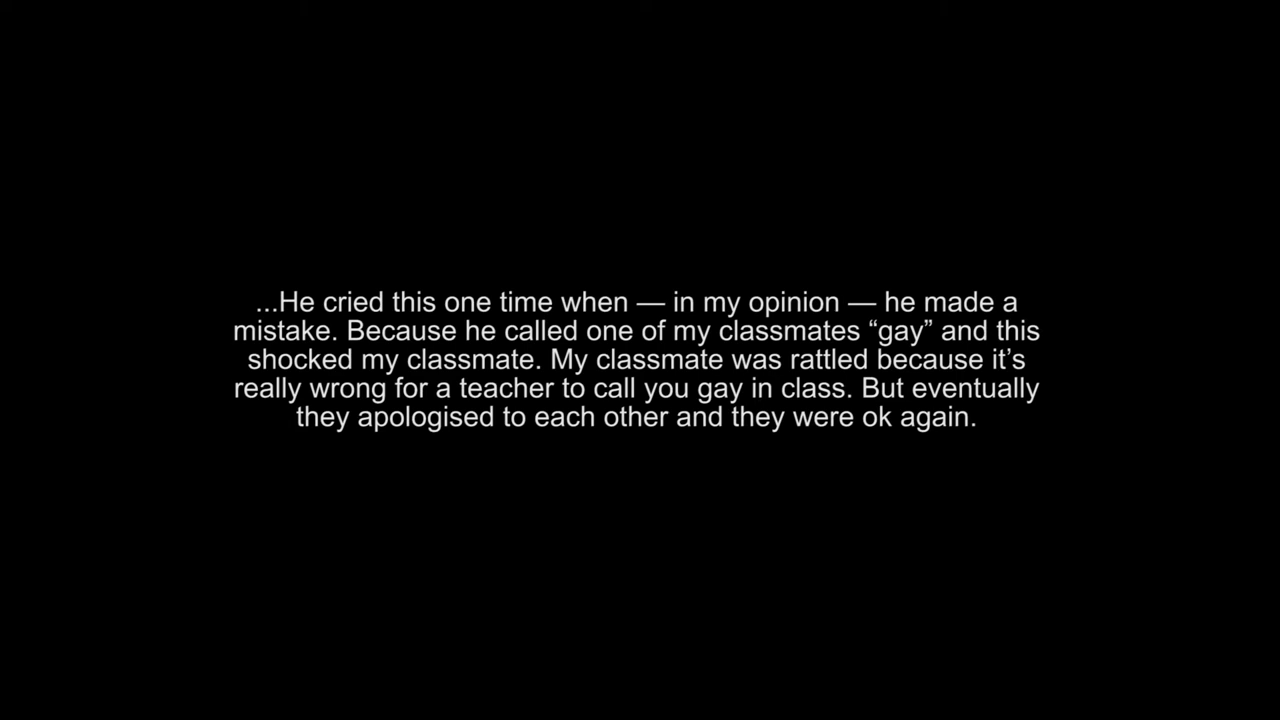 ...He cried this one time when — in my opinion — he made a
mistake. Because he called one of my classmates “gay” and this
shocked my classmate. My classmate was rattled because it’s
really wrong for a teacher to call you gay in class. But eventually
they apologised to each other and they were ok again.